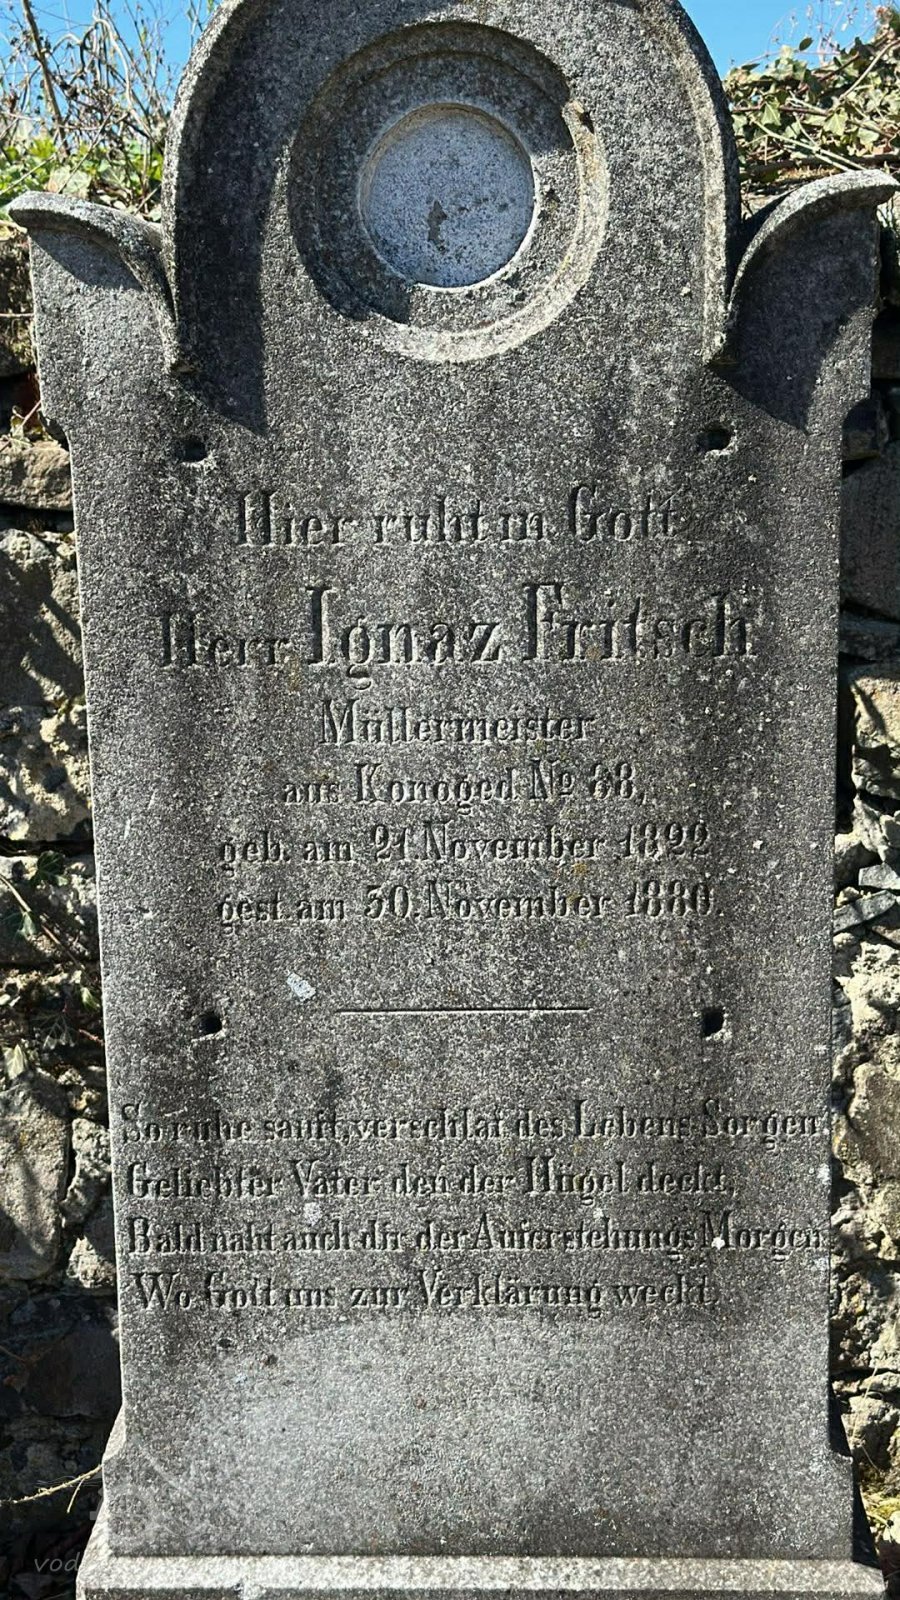 Hier ruht in Gott
Herr Ignaz Fritsch
Müllermeister
aus Konoged No 88,
geb. am 21. November 1822
gest. am 30. November 1880.
So ruhe sanft, verschlaf des Lebens Sorgen,
Geliebter Vater den der Hügel deckt,
Bald naht auch dir der Auferstehungs Morgen
Wo Gott uns zur Verklärung weckt.